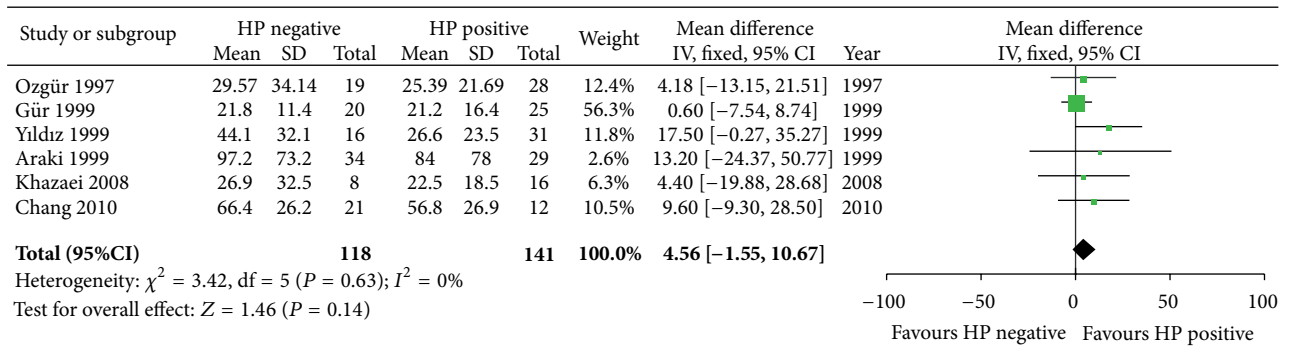 Study or subgroup HP negative HP positive Weight Mean difference Mean difference
Mean SD Total Mean SD Total IV, fixed, 95% CI Year IV, fixed, 95% CI
Ozgür 1997 29.57 34.14 19 25.39 21.69 28 12.4% 4.18 [−13.15, 21.51] 1997
Gür 1999 21.8 11.4 20 21.2 16.4 25 56.3% 0.60 [−7.54, 8.74] 1999
Yıldız 1999 44.1 32.1 16 26.6 23.5 31 11.8% 17.50 [−0.27, 35.27] 1999
Araki 1999 97.2 73.2 34 84 78 29 2.6% 13.20 [−24.37, 50.77] 1999
Khazaei 2008 26.9 32.5 8 22.5 18.5 16 6.3% 4.40 [−19.88, 28.68] 2008
Chang 2010 66.4 26.2 21 56.8 26.9 12 10.5% 9.60 [−9.30, 28.50] 2010
Total (95%CI) 118 141 100.0% 4.56 [−1.55, 10.67]
Heterogeneity: χ² = 3.42, df = 5 (P = 0.63); I² = 0%
Test for overall effect: Z = 1.46 (P = 0.14)
−100 −50 0 50 100
Favours HP negative Favours HP positive